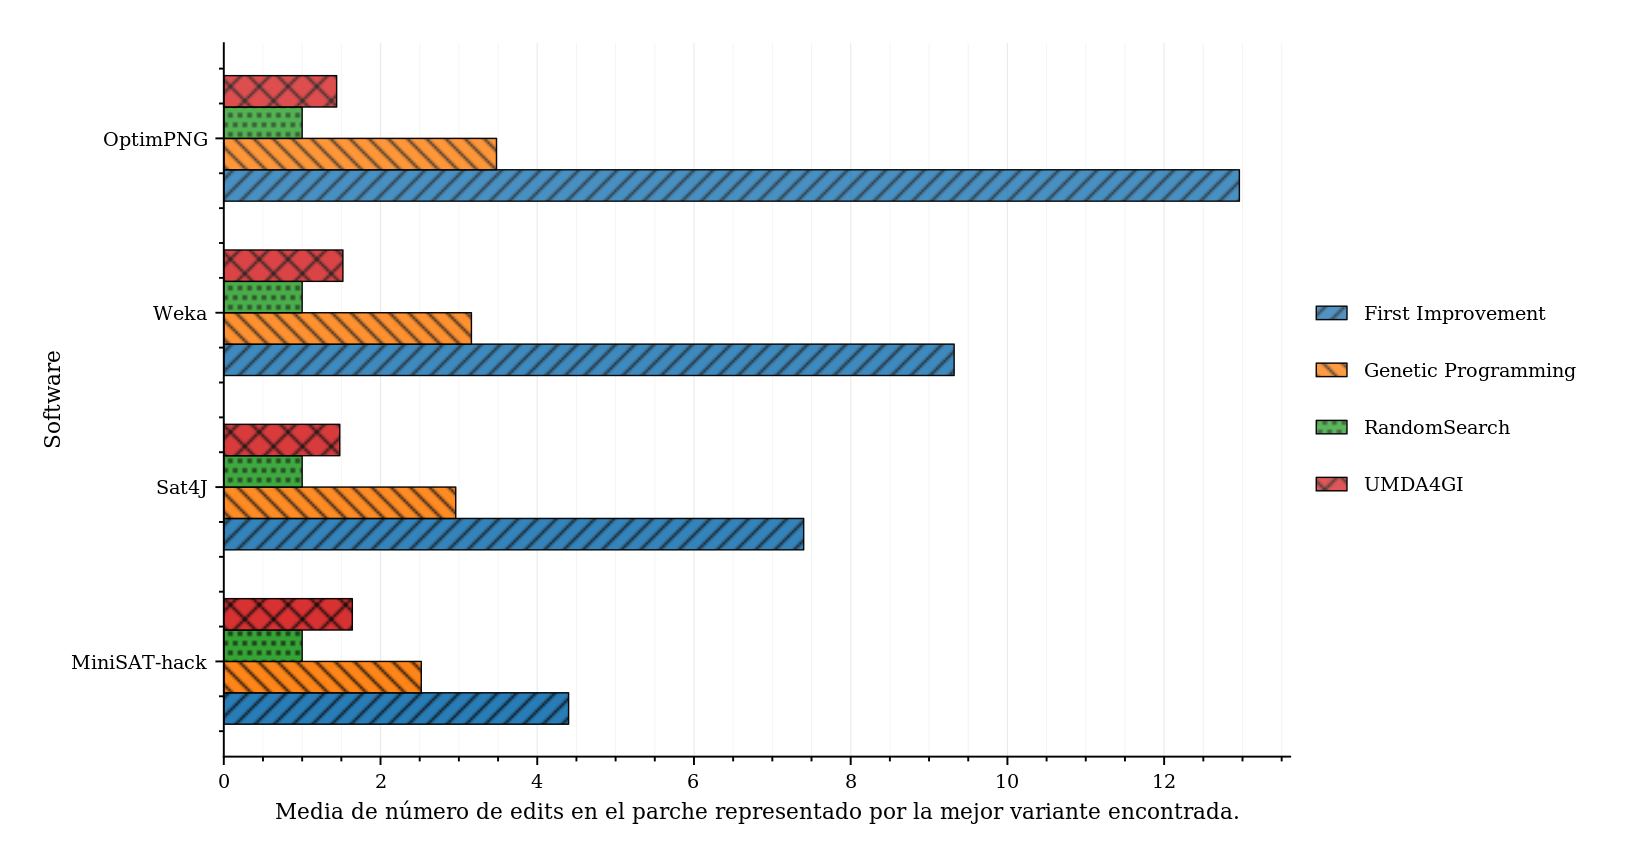 OptimPNG
Weka
Sat4J
MiniSAT-hack
Software
0 2 4 6 8 10 12
Media de número de edits en el parche representado por la mejor variante encontrada.
First Improvement
Genetic Programming
RandomSearch
UMDA4GI